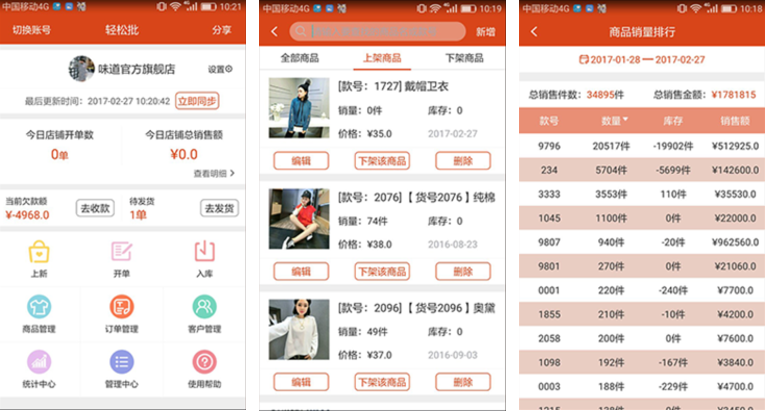 中国移动4G 10:21
切换账号 轻松批 分享
味道官方旗舰店 设置
最后更新时间：2017-02-27 10:20:42 立即同步
今日店铺开单数 今日店铺总销售额
0单 ¥0.0
查看明细
当前欠款额 去收款 待发货 去发货
¥-4968.0 1单
上新 开单 入库
商品管理 订单管理 客户管理
统计中心 管理中心 使用帮助
中国移动4G 10:19
新增
全部商品 上架商品 下架商品
[款号：1727] 戴帽卫衣
销量：0件 库存：0
价格：¥35.0 2017-02-27
编辑 下架该商品 删除
[款号：2076]【货号2076】纯棉
销量：74件 库存：0
价格：¥38.0 2016-08-23
编辑 下架该商品 删除
[款号：2096]【货号2096】奥黛
销量：49件 库存：0
价格：¥37.0 2016-09-03
编辑 下架该商品 删除
中国移动4G 10:18
商品销量排行
2017-01-28 — 2017-02-27
总销售件数：34895件 总销售金额：¥1781815
款号 数量 库存 销售额
9796 20517件 -19902件 ¥512925.0
234 5704件 -5699件 ¥142600.0
3333 3553件 110件 ¥35530.0
1045 1100件 0件 ¥22000.0
9807 940件 -20件 ¥962560.0
9801 270件 0件 ¥21060.0
0001 220件 -240件 ¥7700.0
1855 210件 -10件 ¥4200.0
2058 200件 0件 ¥7600.0
1098 192件 -167件 ¥3840.0
0003 188件 -229件 ¥4700.0